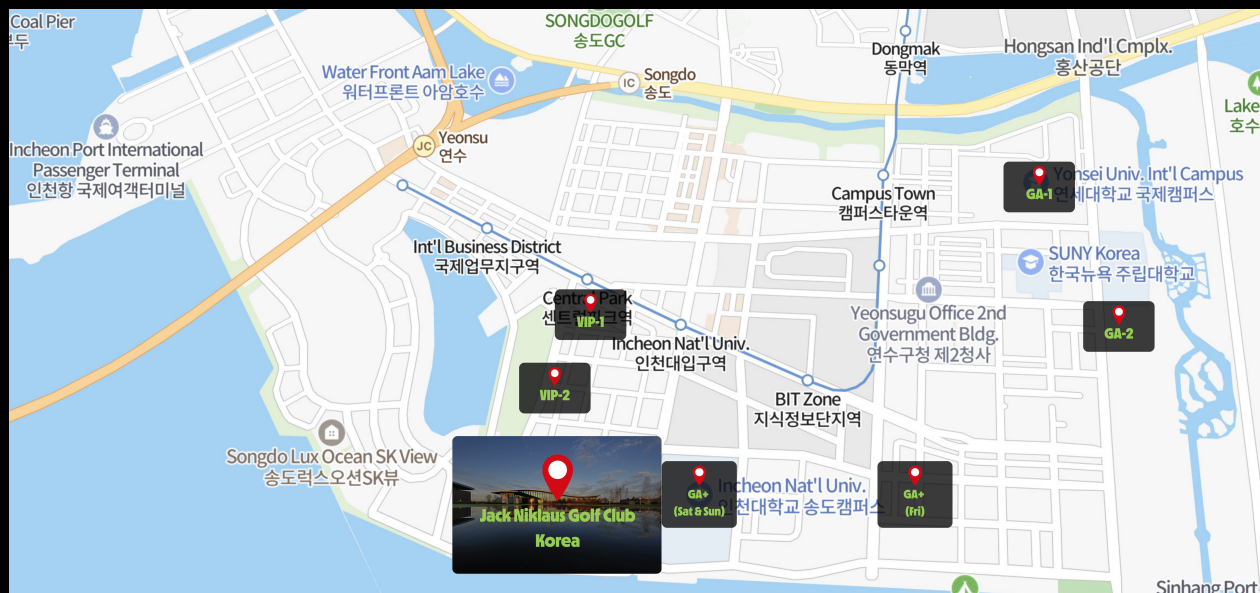 Coal Pier
부두
SONGDOGOLF
송도GC
Dongmak
동막역
Hongsan Ind'l Cmplx.
홍산공단
Water Front Aam Lake
워터프론트 아암호수
IC
Songdo
송도
Lake
호수
JC
Yeonsu
연수
Incheon Port International
Passenger Terminal
인천항 국제여객터미널
Campus Town
캠퍼스타운역
GA-1
Yonsei Univ. Int'l Campus
연세대학교 국제캠퍼스
Int'l Business District
국제업무지구역
SUNY Korea
한국뉴욕 주립대학교
Central Park
센트럴파크역
VIP-1
Yeonsugu Office 2nd
Government Bldg.
연수구청 제2청사
GA-2
Incheon Nat'l Univ.
인천대입구역
VIP-2
BIT Zone
지식정보단지역
Songdo Lux Ocean SK View
송도럭스오션SK뷰
Jack Niklaus Golf Club
Korea
GA+
(Sat & Sun)
Incheon Nat'l Univ.
인천대학교 송도캠퍼스
GA+
(Fri)
Sinhang Port